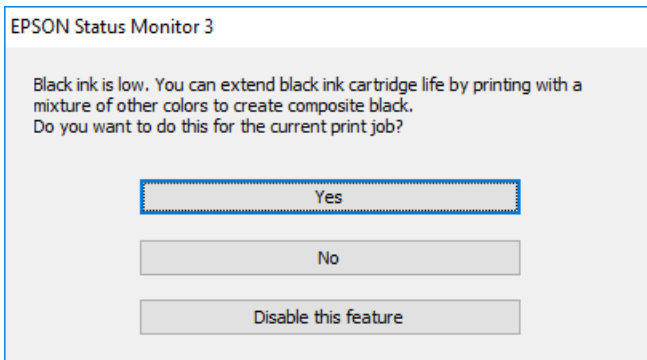 EPSON Status Monitor 3
Black ink is low. You can extend black ink cartridge life by printing with a
mixture of other colors to create composite black.
Do you want to do this for the current print job?
Yes
No
Disable this feature